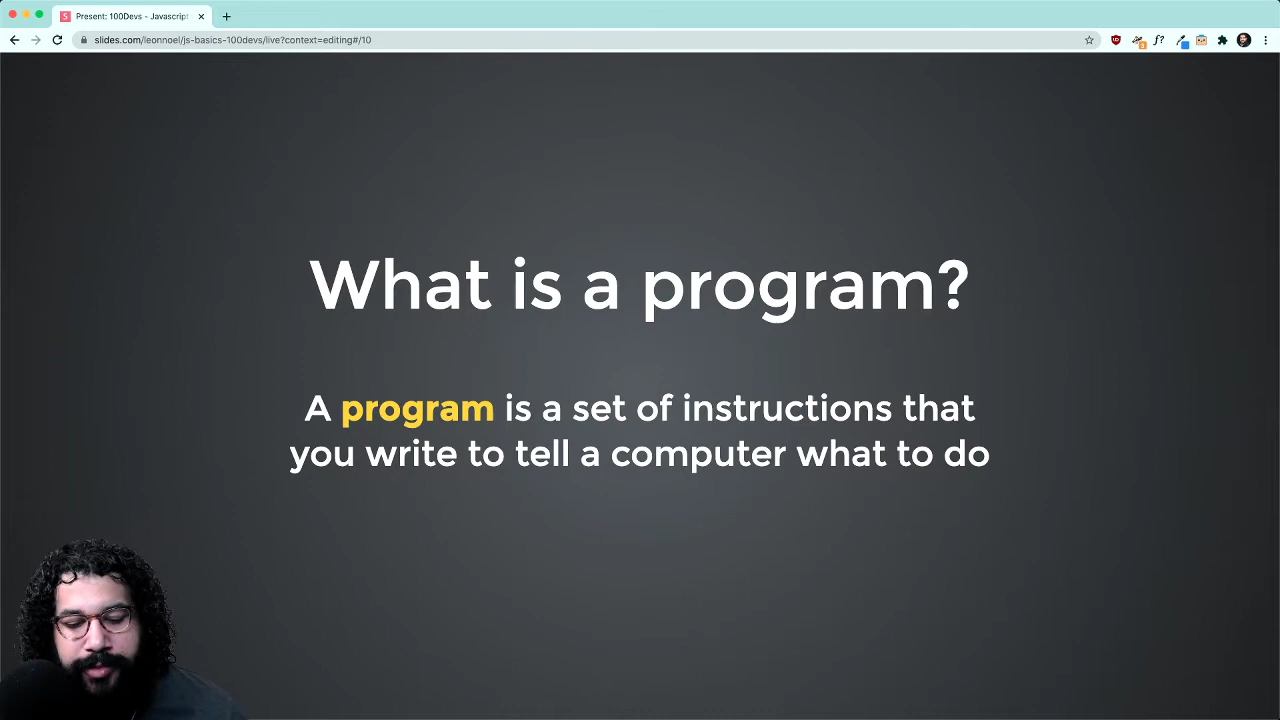 Present: 100Devs - Javascript
slides.com/leonnoel/js-basics-100devs/live?context=editing#/10
What is a program?
A program is a set of instructions that
you write to tell a computer what to do